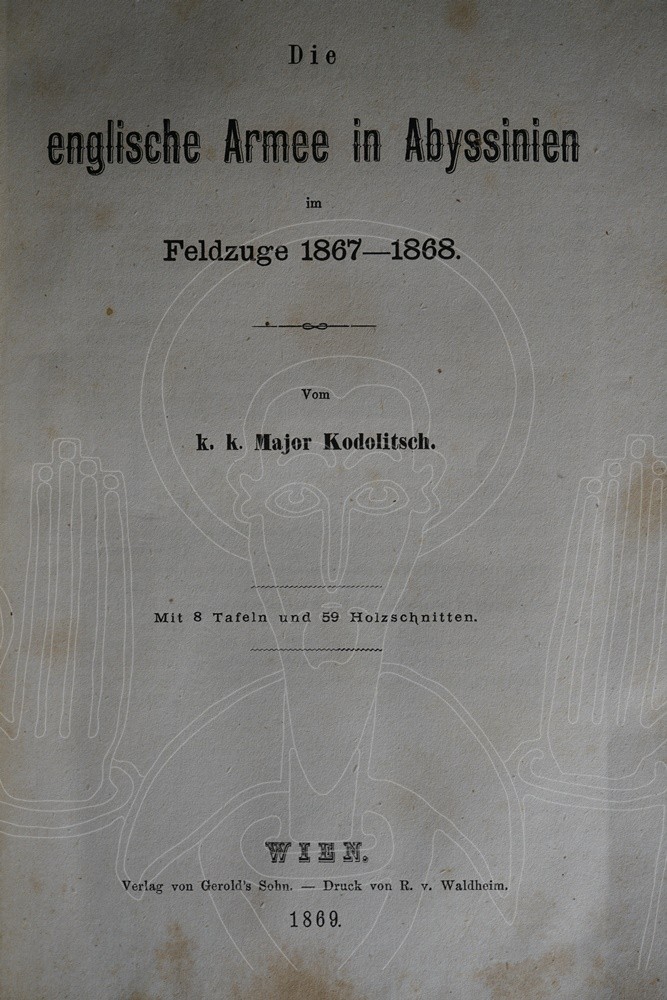 Die
englische Armee in Abyssinien
im
Feldzuge 1867—1868.
Vom
k. k. Major Kodolitsch.
Mit 8 Tafeln und 59 Holzschnitten.
WIEN.
Verlag von Gerold's Sohn. — Druck von R. v. Waldheim.
1869.